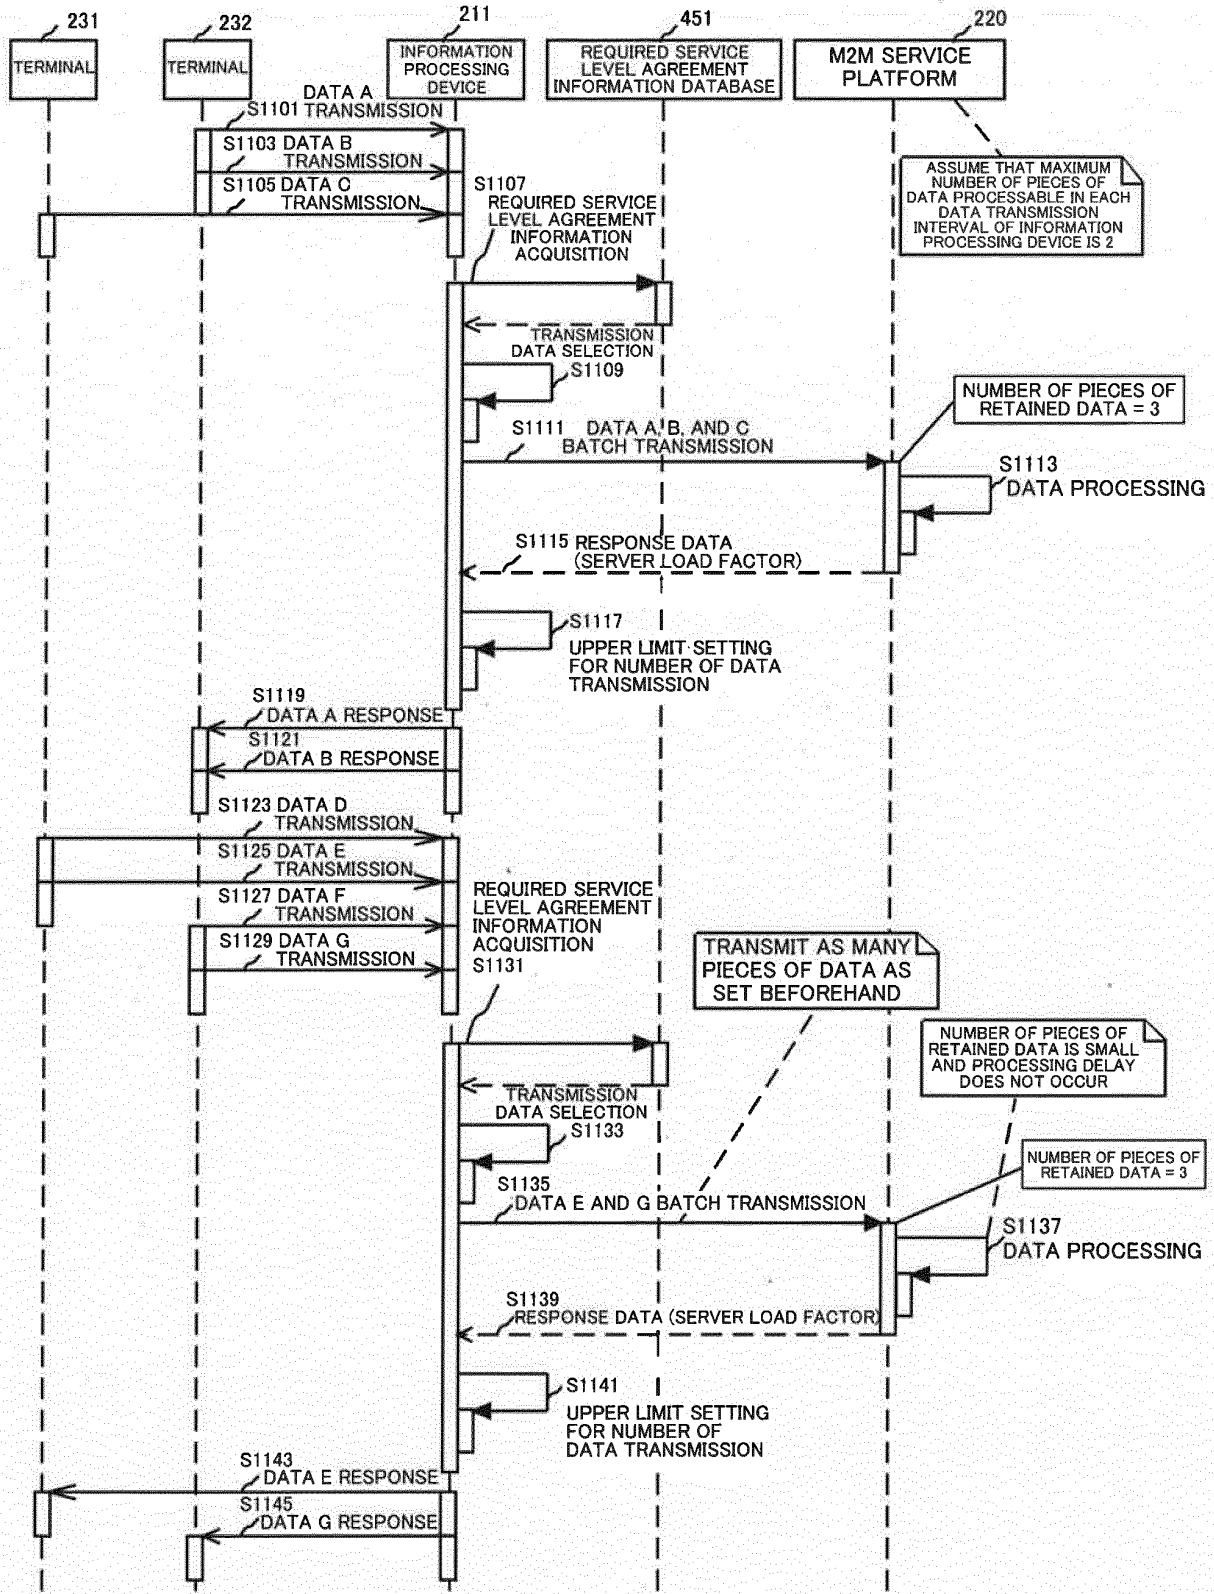 231
232
211
451
220
TERMINAL
TERMINAL
INFORMATION
PROCESSING
DEVICE
REQUIRED SERVICE
LEVEL AGREEMENT
INFORMATION DATABASE
M2M SERVICE
PLATFORM
DATA A
S1101 TRANSMISSION
S1103 DATA B
TRANSMISSION
S1105 DATA C
TRANSMISSION
S1107
REQUIRED SERVICE
LEVEL AGREEMENT
INFORMATION
ACQUISITION
ASSUME THAT MAXIMUM
NUMBER OF PIECES OF
DATA PROCESSABLE IN EACH
DATA TRANSMISSION
INTERVAL OF INFORMATION
PROCESSING DEVICE IS 2
TRANSMISSION
DATA SELECTION
S1109
NUMBER OF PIECES OF
RETAINED DATA = 3
S1111 DATA A, B, AND C
BATCH TRANSMISSION
S1113
DATA PROCESSING
S1115 RESPONSE DATA
(SERVER LOAD FACTOR)
S1117
UPPER LIMIT SETTING
FOR NUMBER OF DATA
TRANSMISSION
S1119
DATA A RESPONSE
S1121
DATA B RESPONSE
S1123 DATA D
TRANSMISSION
S1125 DATA E
TRANSMISSION
S1127 DATA F
TRANSMISSION
S1129 DATA G
TRANSMISSION
REQUIRED SERVICE
LEVEL AGREEMENT
INFORMATION
ACQUISITION
S1131
TRANSMIT AS MANY
PIECES OF DATA AS
SET BEFOREHAND
NUMBER OF PIECES OF
RETAINED DATA IS SMALL
AND PROCESSING DELAY
DOES NOT OCCUR
TRANSMISSION
DATA SELECTION
S1133
NUMBER OF PIECES OF
RETAINED DATA = 3
S1135
DATA E AND G BATCH TRANSMISSION
S1137
DATA PROCESSING
S1139
RESPONSE DATA (SERVER LOAD FACTOR)
S1141
UPPER LIMIT SETTING
FOR NUMBER OF
DATA TRANSMISSION
S1143
DATA E RESPONSE
S1145
DATA G RESPONSE